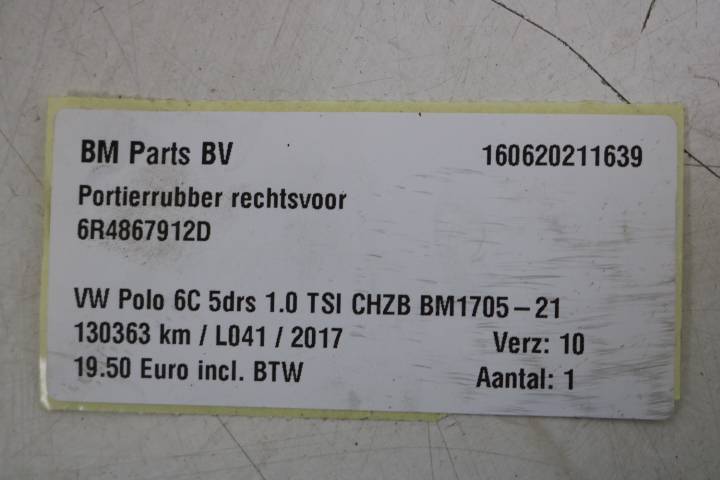 BM Parts BV 160620211639
Portierrubber rechtsvoor
6R4867912D
VW Polo 6C 5drs 1.0 TSI CHZB BM1705-21
130363 km / L041 / 2017 Verz: 10
19.50 Euro incl. BTW Aantal: 1